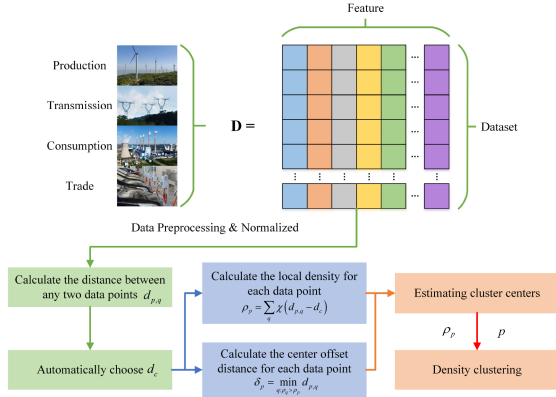 Feature
Production
Transmission
Consumption
Trade
D =
...
...
...
...
...
...
...
Dataset
Data Preprocessing & Normalized
Calculate the distance between
any two data points d_{p,q}
Automatically choose d_c
Calculate the local density for
each data point
ρ_p = ∑_q χ(d_{p,q} − d_c)
Calculate the center offset
distance for each data point
δ_p = min_{q:ρ_q>ρ_p} d_{p,q}
Estimating cluster centers
ρ_p p
Density clustering